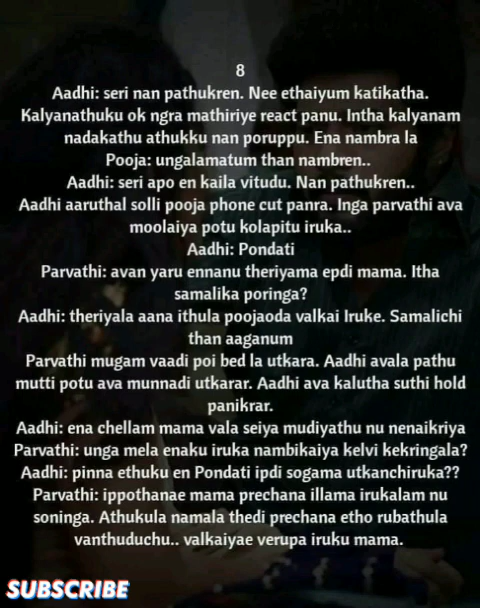 8
Aadhi: seri nan pathukren. Nee ethaiyum katikatha.
Kalyanathuku ok ngra mathiriye react panu. Intha kalyanam
nadakathu athukku nan poruppu. Ena nambra la
Pooja: ungalamatum than nambren..
Aadhi: seri apo en kaila vitudu. Nan pathukren..
Aadhi aaruthal solli pooja phone cut panra. Inga parvathi ava
moolaiya potu kolapitu iruka..
Aadhi: Pondati
Parvathi: avan yaru ennanu theriyama epdi mama. Itha
samalika poringa?
Aadhi: theriyala aana ithula poojaoda valkai Iruke. Samalichi
than aaganum
Parvathi mugam vaadi poi bed la utkara. Aadhi avala pathu
mutti potu ava munnadi utkarar. Aadhi ava kalutha suthi hold
panikrar.
Aadhi: ena chellam mama vala seiya mudiyathu nu nenaikriya
Parvathi: unga mela enaku iruka nambikaiya kelvi kekringala?
Aadhi: pinna ethuku en Pondati ipdi sogama utkanchiruka??
Parvathi: ippothanae mama prechana illama irukalam nu
soninga. Athukula namala thedi prechana etho rubathula
vanthuduchu.. valkaiyae verupa iruku mama.
SUBSCRIBE